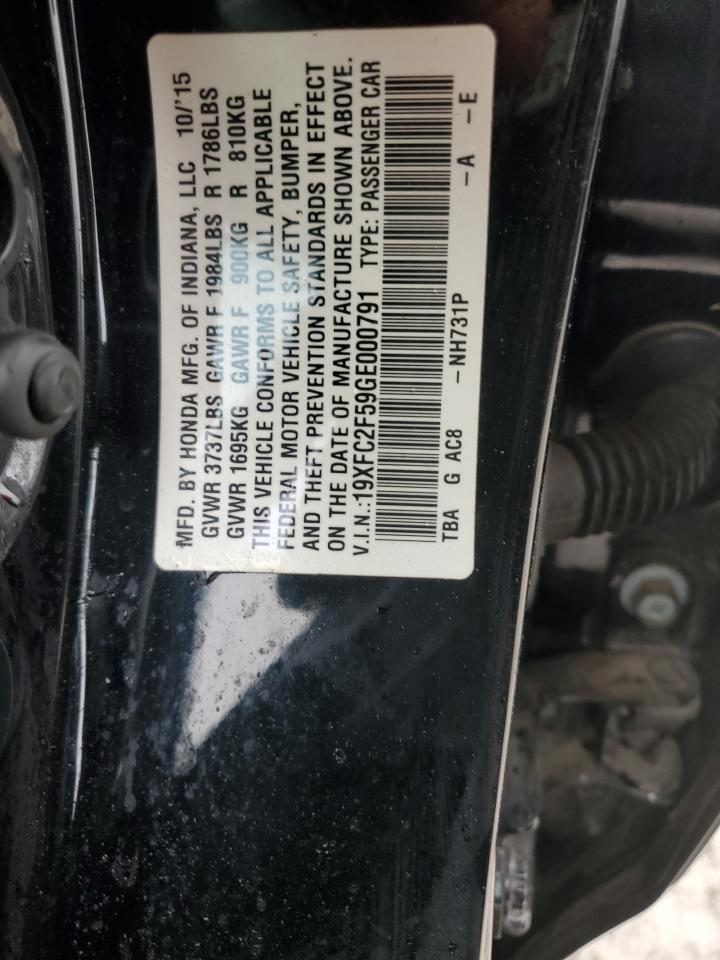 MFD. BY HONDA MFG. OF INDIANA, LLC 10/'15
GVWR 3737LBS GAWR F 1984LBS R 1786LBS
GVWR 1695KG GAWR F 900KG R 810KG
THIS VEHICLE CONFORMS TO ALL APPLICABLE
FEDERAL MOTOR VEHICLE SAFETY, BUMPER,
AND THEFT PREVENTION STANDARDS IN EFFECT
ON THE DATE OF MANUFACTURE SHOWN ABOVE.
V.I.N.:19XFC2F59GE000791 TYPE: PASSENGER CAR
TBA G AC8 -NH731P -A -E